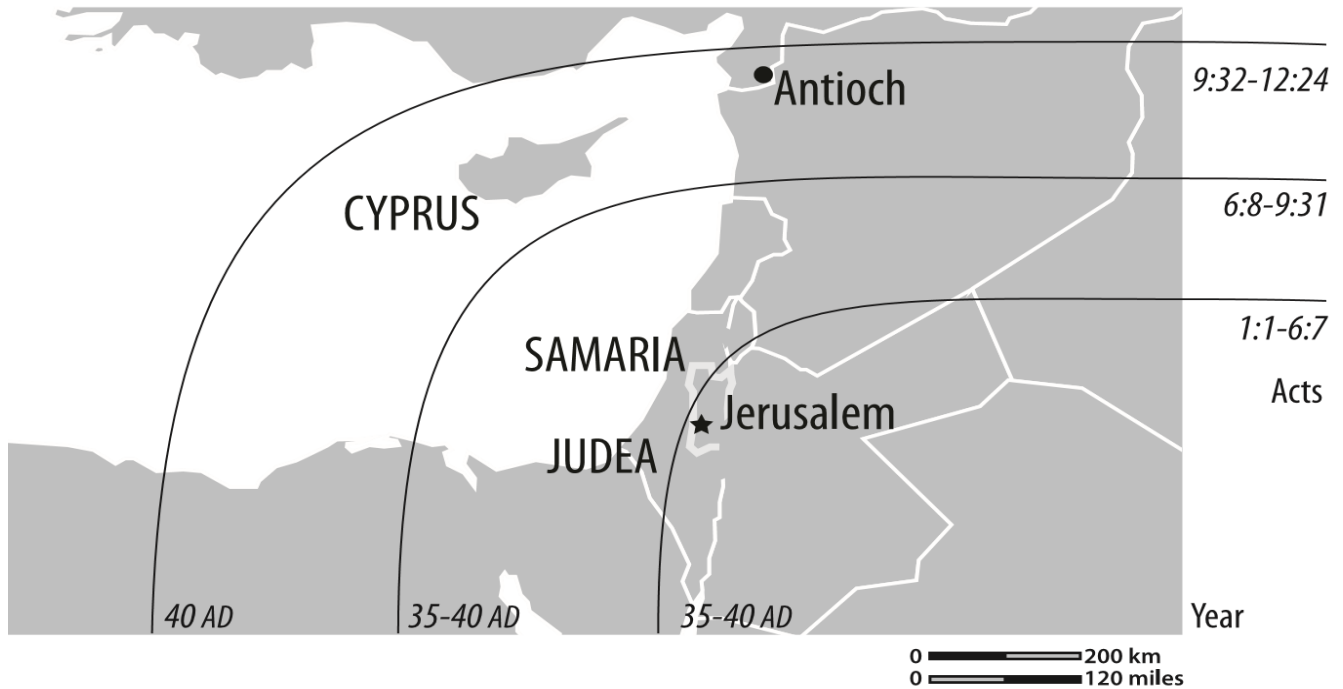 Antioch
9:32-12:24
CYPRUS
6:8-9:31
SAMARIA
1:1-6:7
Acts
Jerusalem
JUDEA
40 AD
35-40 AD
35-40 AD
Year
0 200 km
0 120 miles